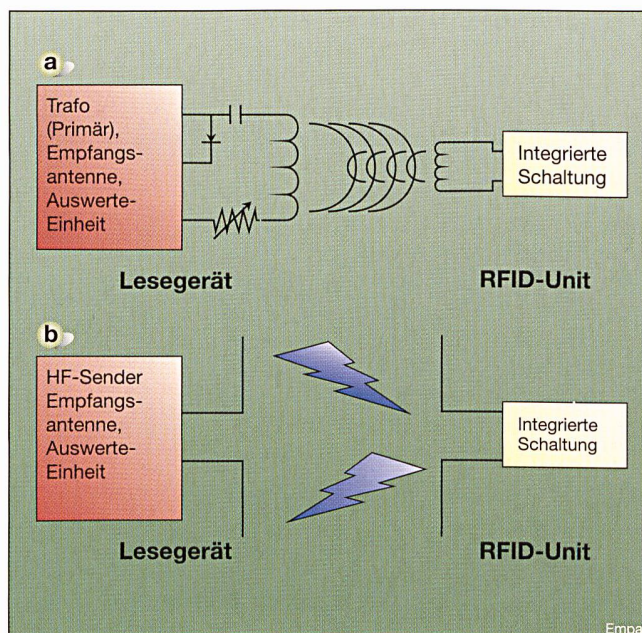 a
Trafo
(Primär),
Empfangs-
antenne,
Auswerte-
Einheit
Integrierte
Schaltung
Lesegerät
RFID-Unit
b
HF-Sender
Empfangs-
antenne,
Auswerte-
Einheit
Integrierte
Schaltung
Lesegerät
RFID-Unit
Empa